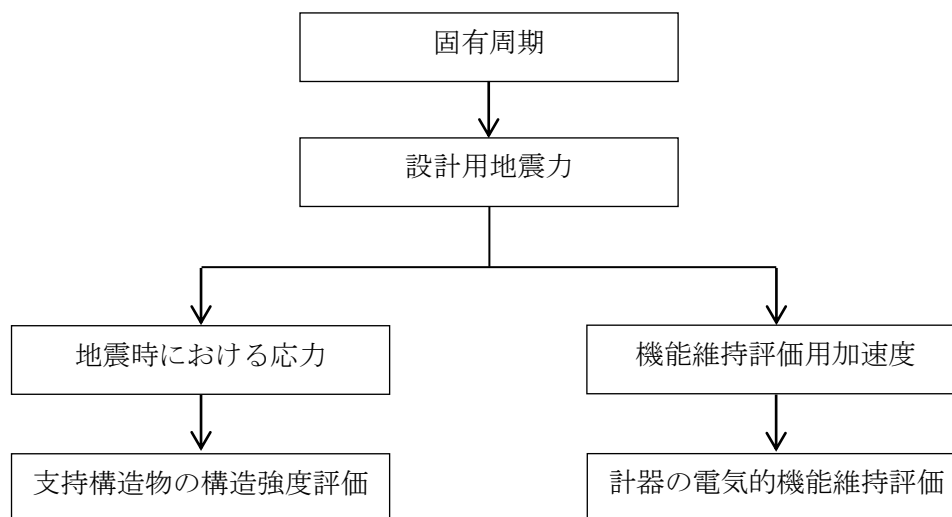 固有周期
設計用地震力
地震時における応力
機能維持評価用加速度
支持構造物の構造強度評価
計器の電気的機能維持評価